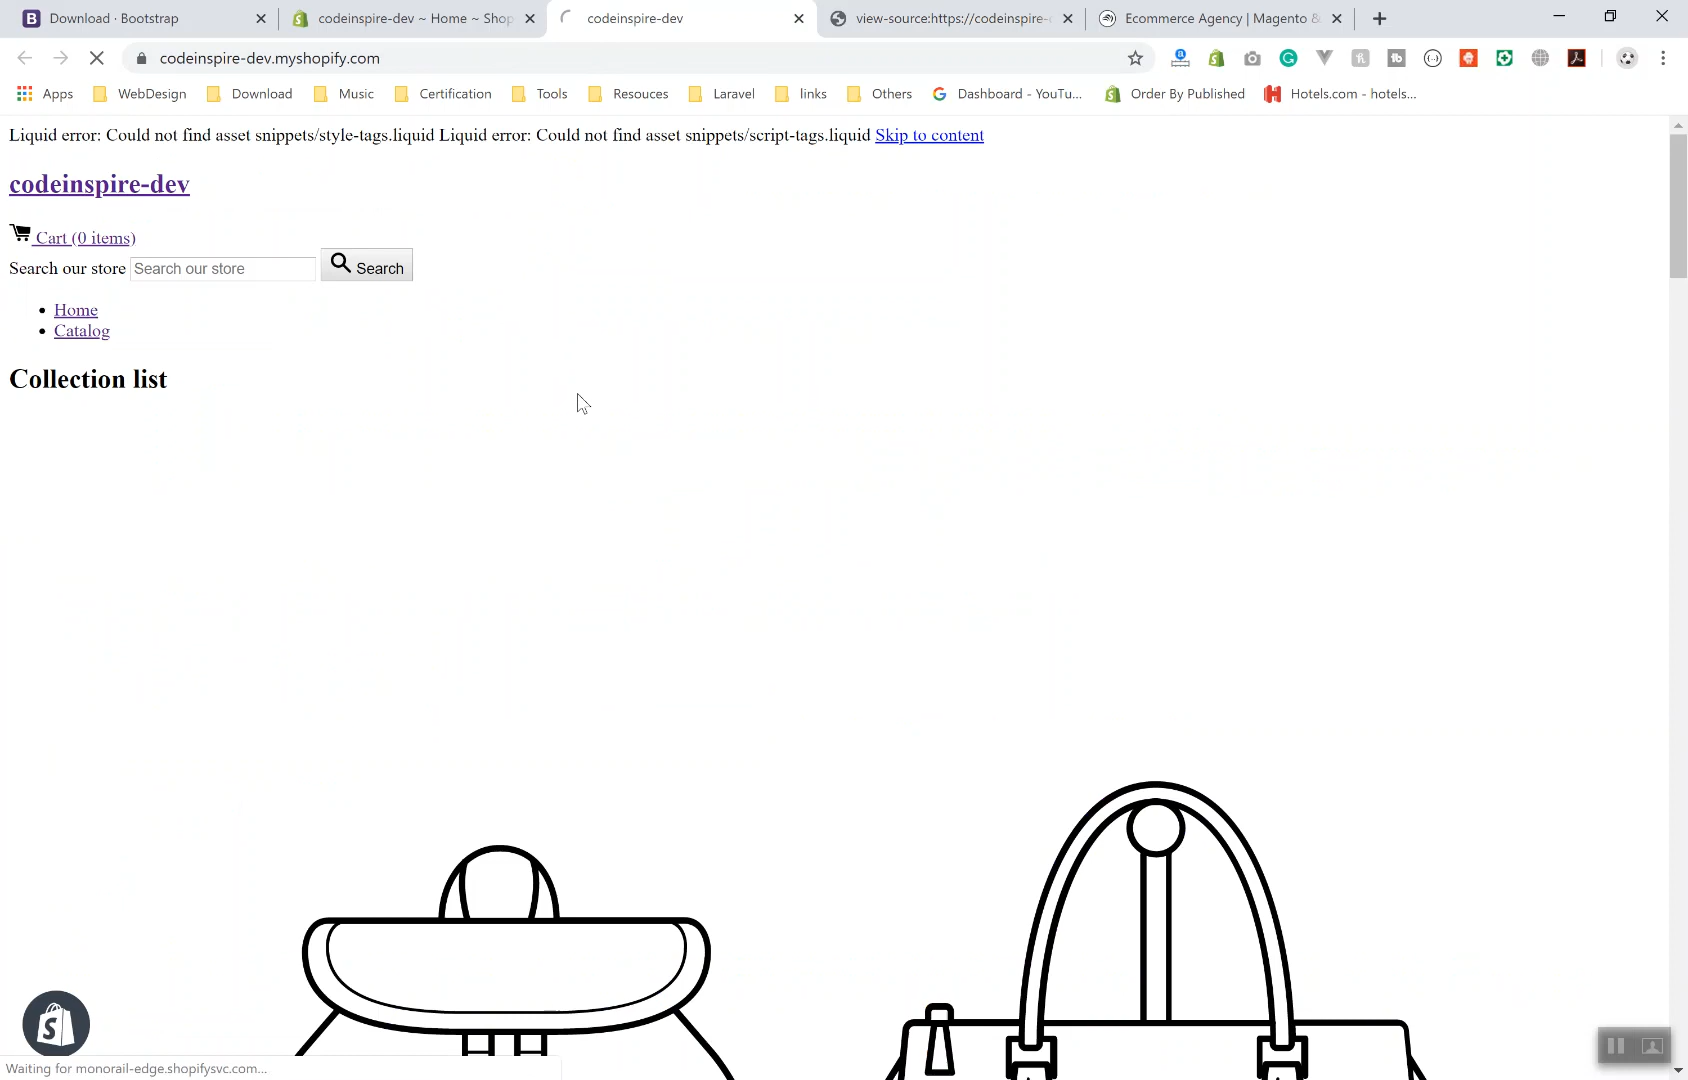 Download · Bootstrap
codeinspire-dev ~ Home ~ Shop
codeinspire-dev
view-source:https://codeinspire-
Ecommerce Agency | Magento &
codeinspire-dev.myshopify.com
Apps
WebDesign
Download
Music
Certification
Tools
Resouces
Laravel
links
Others
Dashboard - YouTu...
Order By Published
Hotels.com - hotels...
Liquid error: Could not find asset snippets/style-tags.liquid Liquid error: Could not find asset snippets/script-tags.liquid Skip to content
codeinspire-dev
Cart (0 items)
Search our store Search our store Search
Home
Catalog
Collection list
Waiting for monorail-edge.shopifysvc.com...